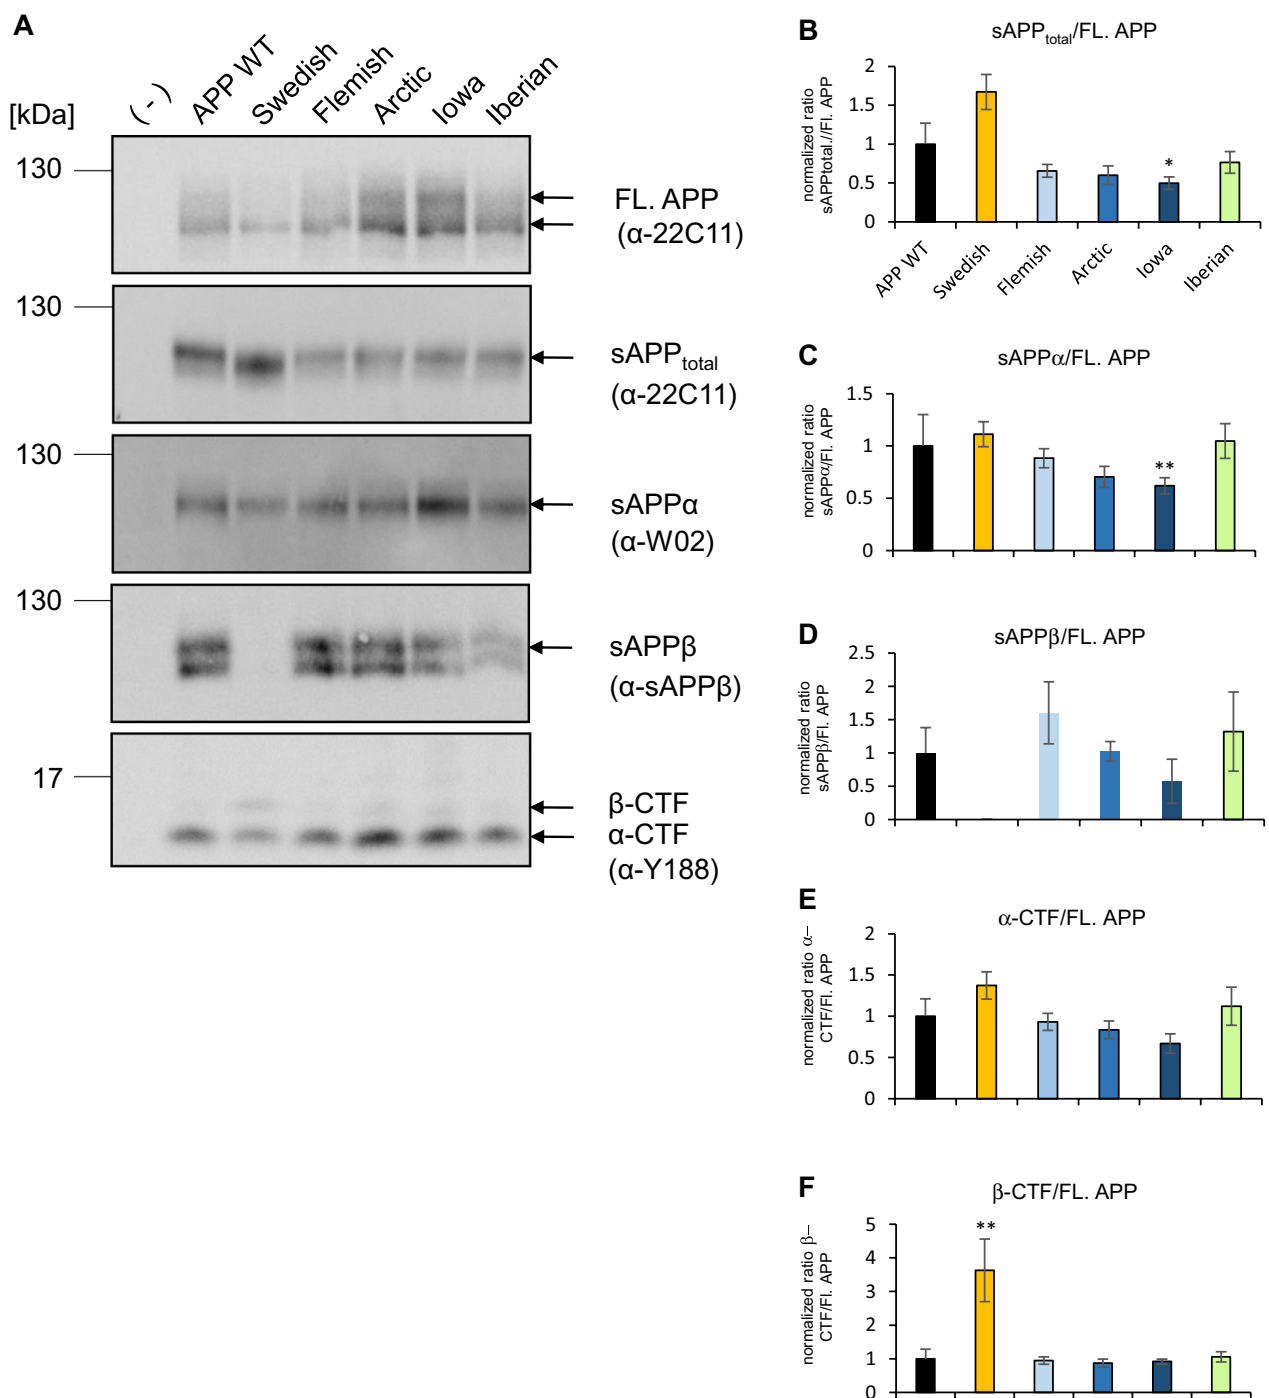 A
[kDa]
(-)
APP WT
Swedish
Flemish
Arctic
Iowa
Iberian
130
FL. APP
(α-22C11)
130
sAPPtotal
(α-22C11)
130
sAPPα
(α-W02)
130
sAPPβ
(α-sAPPβ)
17
β-CTF
α-CTF
(α-Y188)
B
sAPPtotal/FL. APP
normalized ratio
sAPPtotal./FI. APP
2
1.5
1
0.5
0
*
APP WT
Swedish
Flemish
Arctic
Iowa
Iberian
C
sAPPα/FL. APP
normalized ratio
sAPPα/FI. APP
1.5
1
0.5
0
**
D
sAPPβ/FL. APP
normalized ratio
sAPPβ/FI. APP
2.5
2
1.5
1
0.5
0
E
α-CTF/FL. APP
normalized ratio α–
CTF/FI. APP
2
1.5
1
0.5
0
F
β-CTF/FL. APP
normalized ratio β–
CTF/FI. APP
5
4
3
2
1
0
**